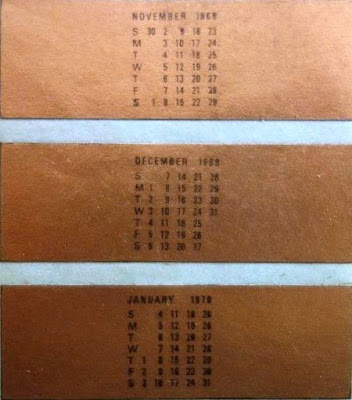 NOVEMBER 1969
S 30 2 9 16 23
M 3 10 17 24
T 4 11 18 25
W 5 12 19 26
T 6 13 20 27
F 7 14 21 28
S 1 8 15 22 29
DECEMBER 1969
S 7 14 21 28
M 1 8 15 22 29
T 2 9 16 23 30
W 3 10 17 24 31
T 4 11 18 25
F 5 12 19 26
S 6 13 20 27
JANUARY 1970
S 4 11 18 25
M 5 12 19 26
T 6 13 20 27
W 7 14 21 28
T 1 8 15 22 29
F 2 9 16 23 30
S 3 10 17 24 31